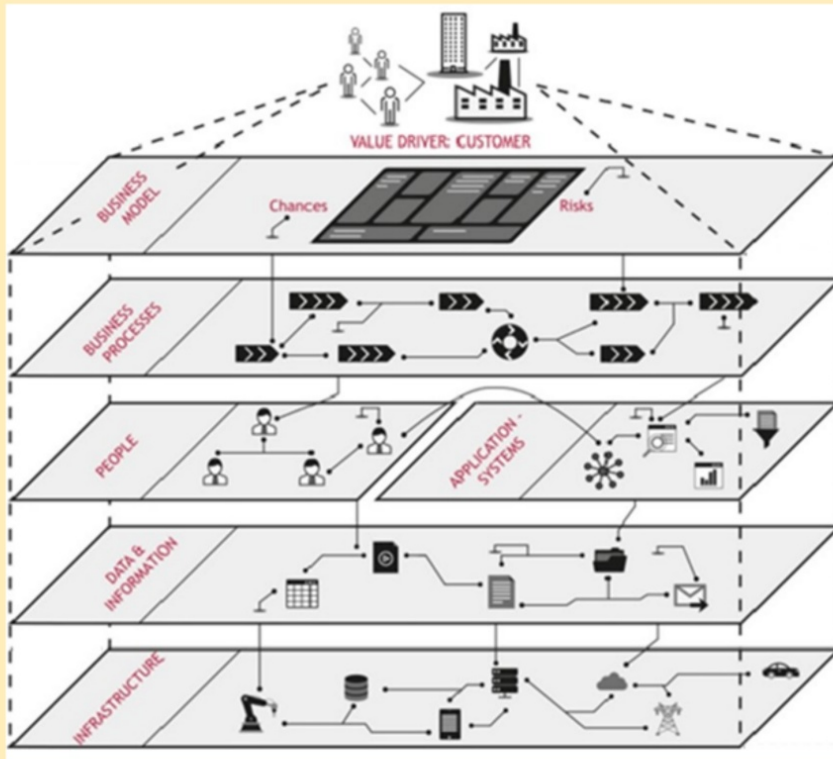 VALUE DRIVER: CUSTOMER
BUSINESS
MODEL
Chances
Risks
BUSINESS
PROCESSES
PEOPLE
APPLICATION -
SYSTEMS
DATA &
INFORMATION
INFRASTRUCTURE